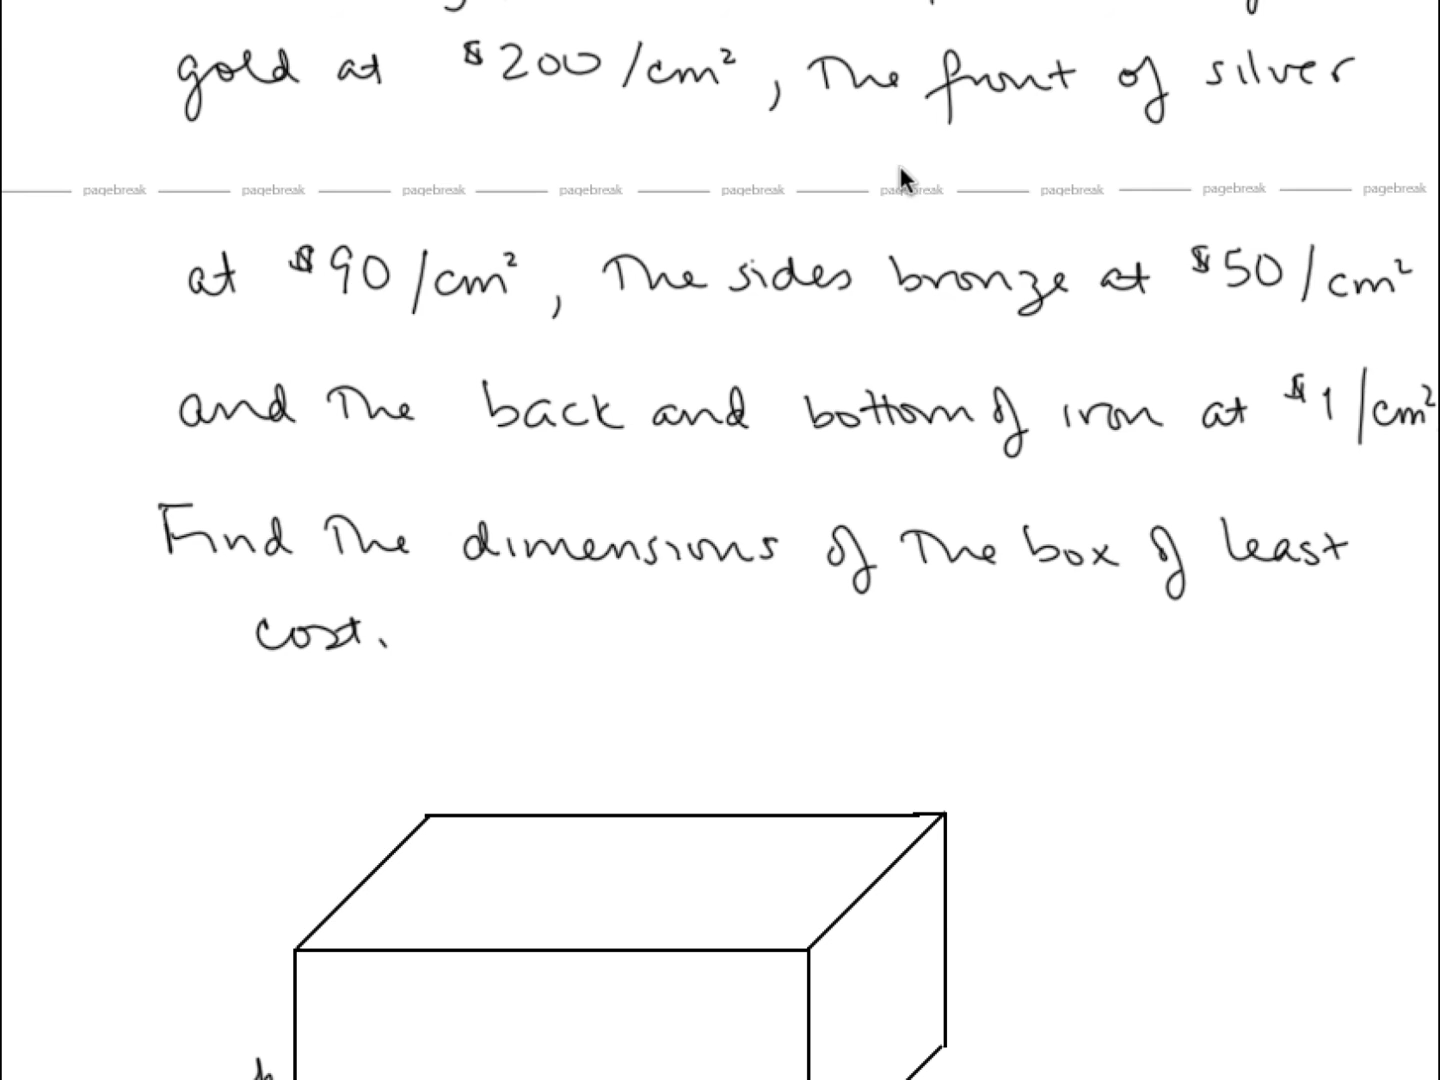 gold at $200/cm², The front of silver
pagebreak pagebreak pagebreak pagebreak pagebreak pagebreak pagebreak pagebreak pagebreak
at $90/cm², The sides bronze at $50/cm²
and The back and bottom of iron at $1/cm²
Find The dimensions of The box of least
cost.